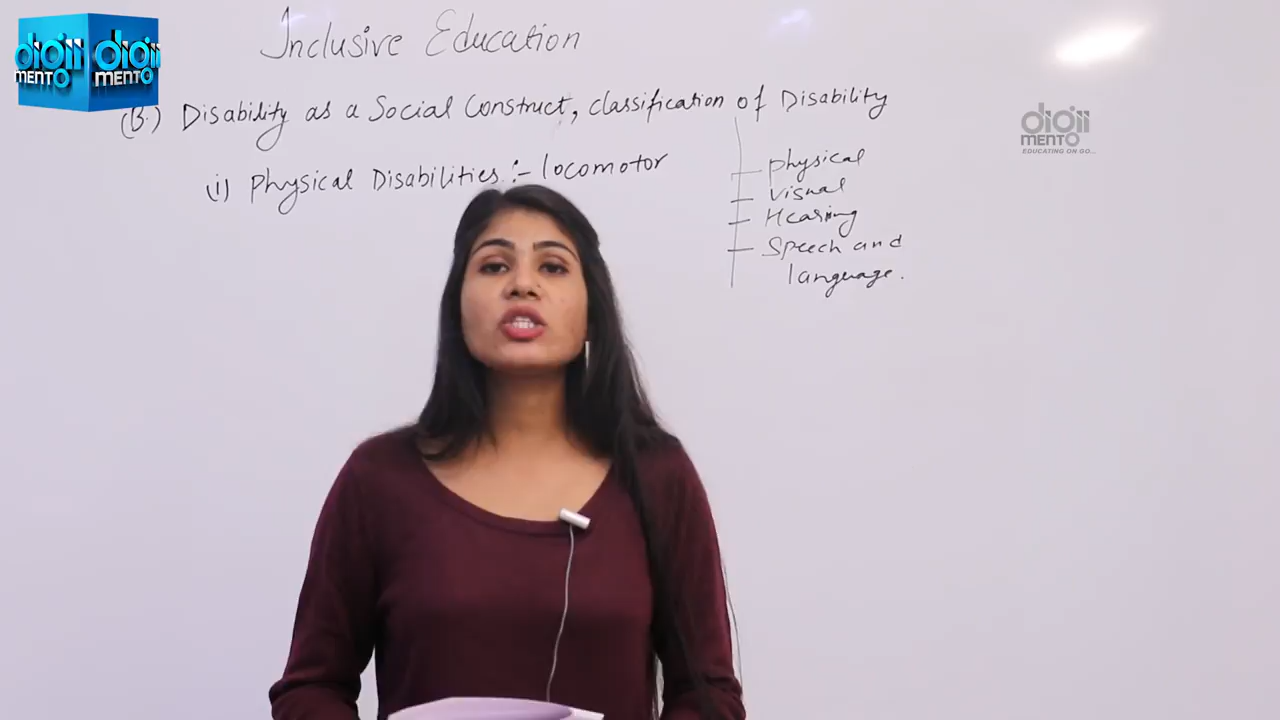 Inclusive Education
(B.) Disability as a Social Construct, classification of Disability
(i) Physical Disabilities :- locomotor
physical
visual
Hearing
Speech and
language.
digii MENTO
digii MENTO
digii
MENTO
EDUCATING ON GO...